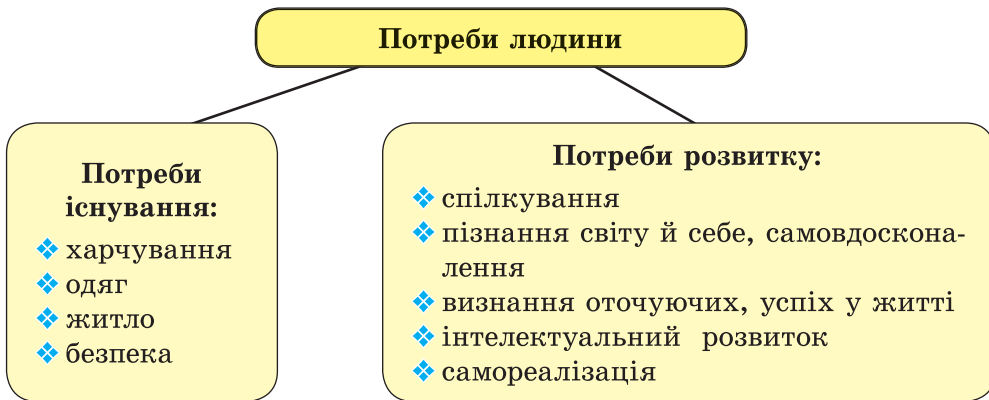 Потреби людини
Потреби
існування:
❖ харчування
❖ одяг
❖ житло
❖ безпека
Потреби розвитку:
❖ спілкування
❖ пізнання світу й себе, самовдоскона-
лення
❖ визнання оточуючих, успіх у житті
❖ інтелектуальний розвиток
❖ самореалізація